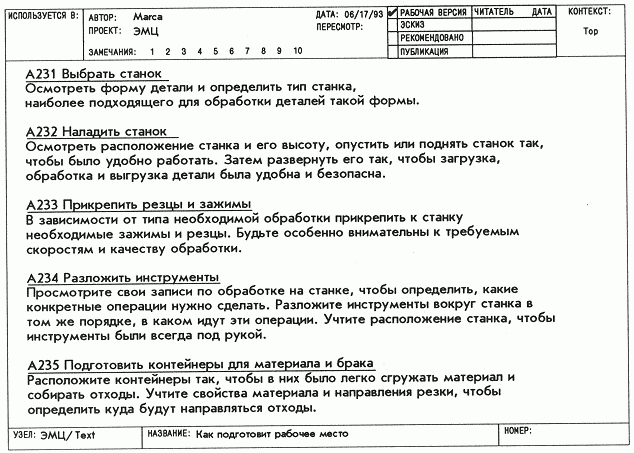 ИСПОЛЬЗУЕТСЯ В:
АВТОР: Marca
ДАТА: 06/17/93
ПРОЕКТ: ЭМЦ
ПЕРЕСМОТР:
ЗАМЕЧАНИЯ: 1 2 3 4 5 6 7 8 9 10
✔ РАБОЧАЯ ВЕРСИЯ
ЭСКИЗ
РЕКОМЕНДОВАНО
ПУБЛИКАЦИЯ
ЧИТАТЕЛЬ ДАТА
КОНТЕКСТ:
Top
A231 Выбрать станок
Осмотреть форму детали и определить тип станка,
наиболее подходящего для обработки деталей такой формы.
A232 Наладить станок
Осмотреть расположение станка и его высоту, опустить или поднять станок так,
чтобы было удобно работать. Затем развернуть его так, чтобы загрузка,
обработка и выгрузка детали была удобна и безопасна.
A233 Прикрепить резцы и зажимы
В зависимости от типа необходимой обработки прикрепить к станку
необходимые зажимы и резцы. Будьте особенно внимательны к требуемым
скоростям и качеству обработки.
A234 Разложить инструменты
Просмотрите свои записи по обработке на станке, чтобы определить, какие
конкретные операции нужно сделать. Разложите инструменты вокруг станка в
том же порядке, в каком идут эти операции. Учтите расположение станка, чтобы
инструменты были всегда под рукой.
A235 Подготовить контейнеры для материала и брака
Расположите контейнеры так, чтобы в них было легко сгружать материал и
собирать отходы. Учтите свойства материала и направления резки, чтобы
определить куда будут направляться отходы.
УЗЕЛ: ЭМЦ/Text
НАЗВАНИЕ: Как подготовит рабочее место
НОМЕР: